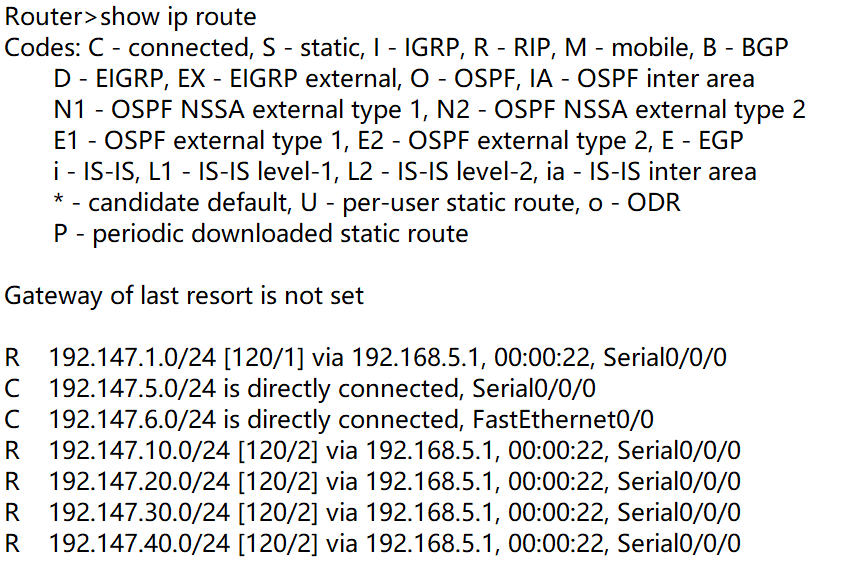 Router>show ip route
Codes: C - connected, S - static, I - IGRP, R - RIP, M - mobile, B - BGP
D - EIGRP, EX - EIGRP external, O - OSPF, IA - OSPF inter area
N1 - OSPF NSSA external type 1, N2 - OSPF NSSA external type 2
E1 - OSPF external type 1, E2 - OSPF external type 2, E - EGP
i - IS-IS, L1 - IS-IS level-1, L2 - IS-IS level-2, ia - IS-IS inter area
* - candidate default, U - per-user static route, o - ODR
P - periodic downloaded static route
Gateway of last resort is not set
R 192.147.1.0/24 [120/1] via 192.168.5.1, 00:00:22, Serial0/0/0
C 192.147.5.0/24 is directly connected, Serial0/0/0
C 192.147.6.0/24 is directly connected, FastEthernet0/0
R 192.147.10.0/24 [120/2] via 192.168.5.1, 00:00:22, Serial0/0/0
R 192.147.20.0/24 [120/2] via 192.168.5.1, 00:00:22, Serial0/0/0
R 192.147.30.0/24 [120/2] via 192.168.5.1, 00:00:22, Serial0/0/0
R 192.147.40.0/24 [120/2] via 192.168.5.1, 00:00:22, Serial0/0/0